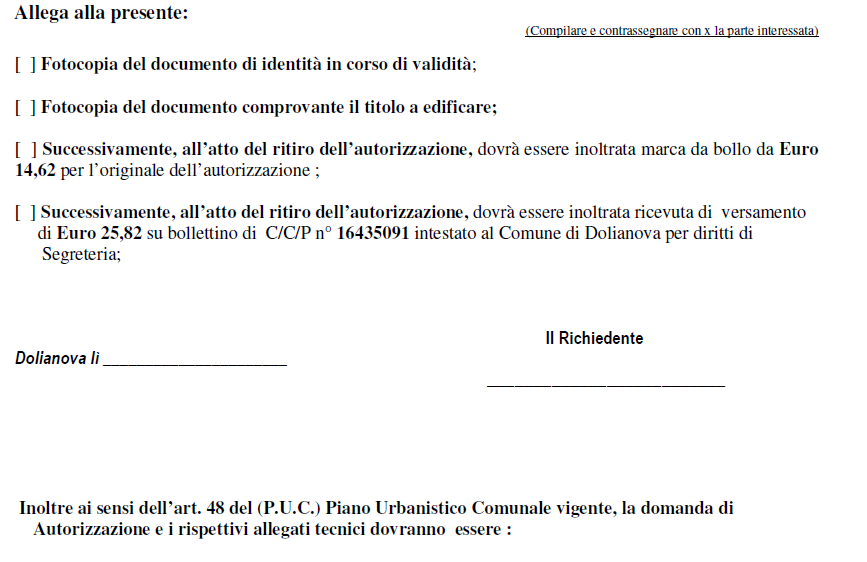 Allega alla presente:
(Compilare e contrassegnare con x la parte interessata)
[ ] Fotocopia del documento di identità in corso di validità;
[ ] Fotocopia del documento comprovante il titolo a edificare;
[ ] Successivamente, all’atto del ritiro dell’autorizzazione, dovrà essere inoltrata marca da bollo da Euro
14,62 per l’originale dell’autorizzazione ;
[ ] Successivamente, all’atto del ritiro dell’autorizzazione, dovrà essere inoltrata ricevuta di versamento
di Euro 25,82 su bollettino di C/C/P n° 16435091 intestato al Comune di Dolianova per diritti di
Segreteria;
Il Richiedente
Dolianova lì ______________________
____________________________
Inoltre ai sensi dell’art. 48 del (P.U.C.) Piano Urbanistico Comunale vigente, la domanda di
Autorizzazione e i rispettivi allegati tecnici dovranno essere :